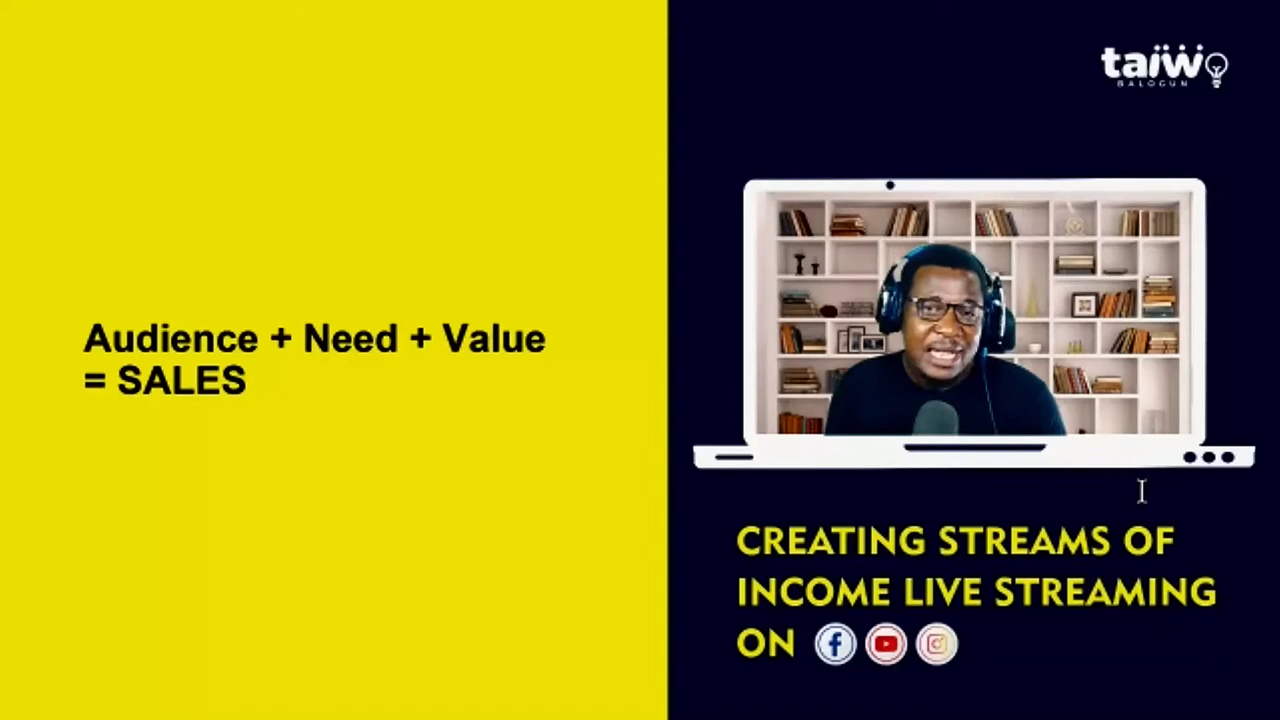 Audience + Need + Value
= SALES
taiwo
BALOGUN
CREATING STREAMS OF
INCOME LIVE STREAMING
ON